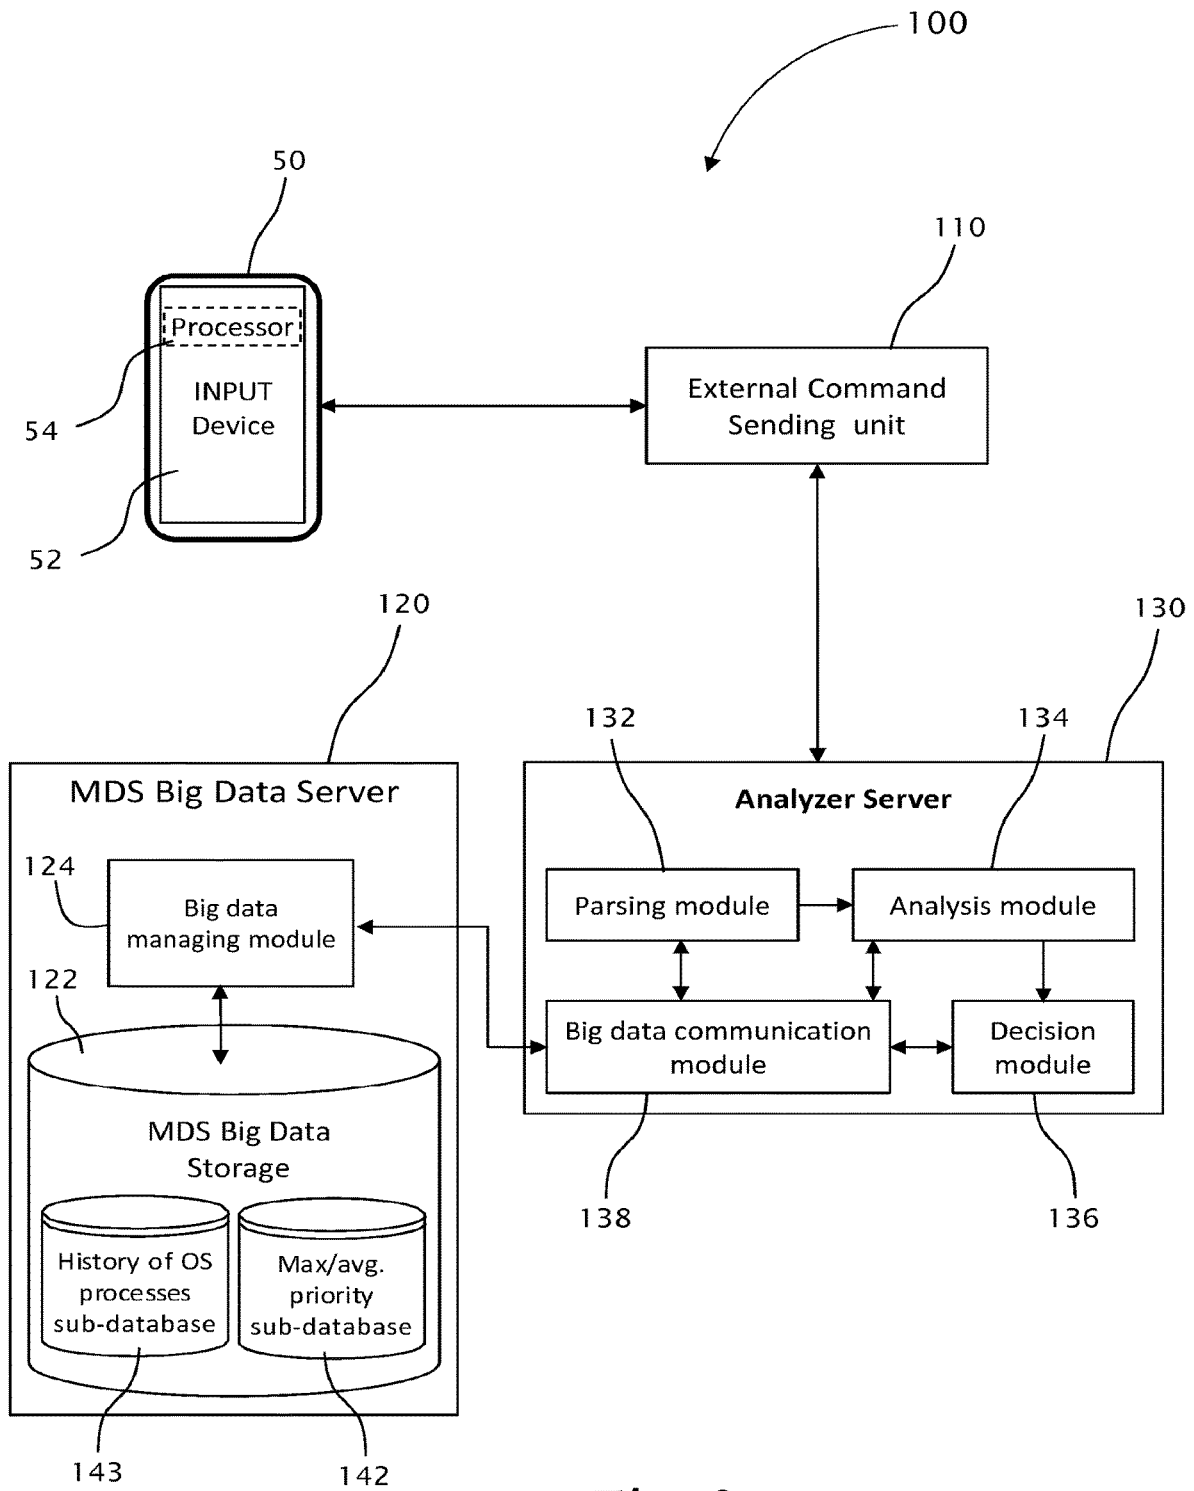 100
50
110
Processor
INPUT
Device
54
52
External Command
Sending unit
120
130
132
134
MDS Big Data Server
Analyzer Server
124
Big data
managing module
Parsing module
Analysis module
122
Big data communication
module
Decision
module
MDS Big Data
Storage
138
136
History of OS
processes
sub-database
Max/avg.
priority
sub-database
143
142